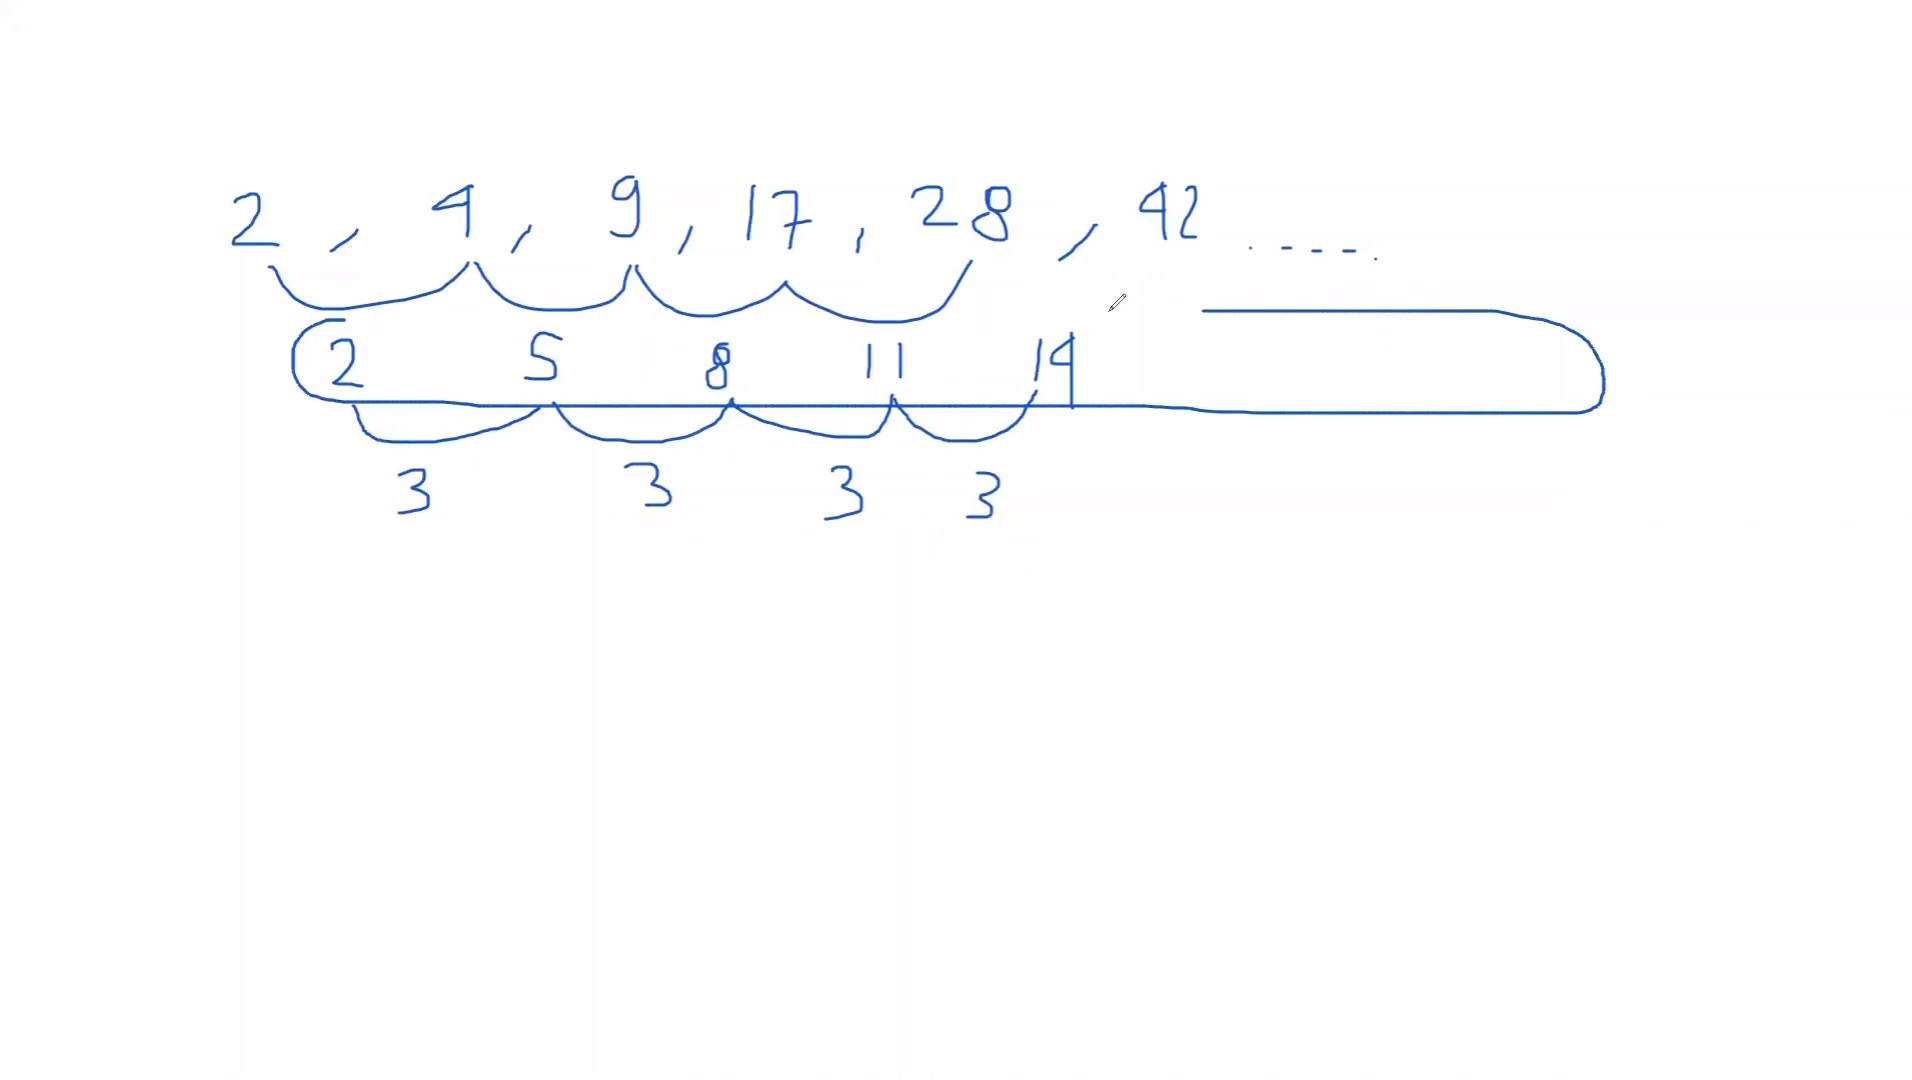 2 , 4 , 9 , 17 , 28 , 42 . - - - .
2 5 8 11 14
3 3 3 3